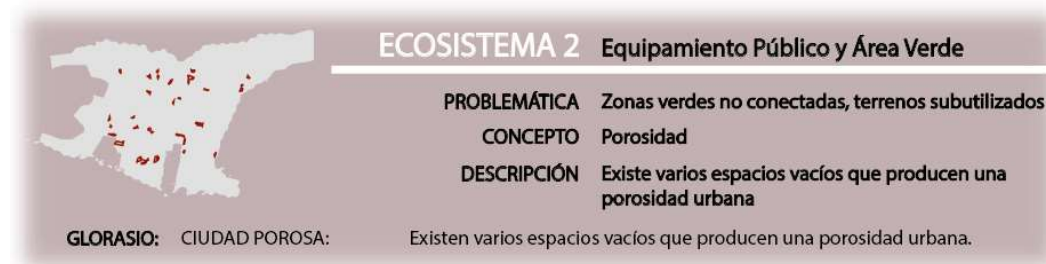 ECOSISTEMA 2 Equipamiento Público y Área Verde
PROBLEMÁTICA Zonas verdes no conectadas, terrenos subutilizados
CONCEPTO Porosidad
DESCRIPCIÓN Existe varios espacios vacíos que producen una
porosidad urbana
GLORASIO: CIUDAD POROSA: Existen varios espacios vacíos que producen una porosidad urbana.